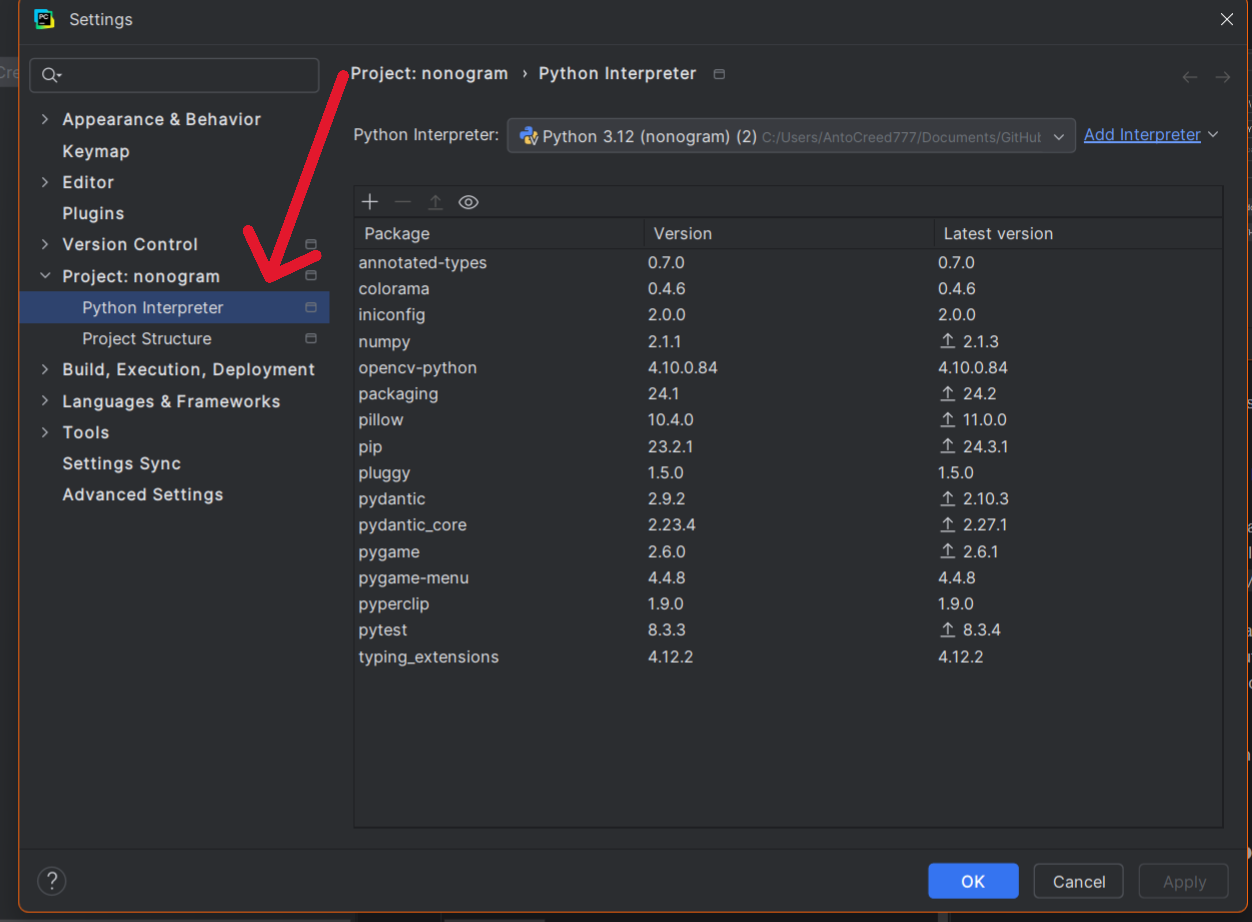 Settings
Project: nonogram › Python Interpreter
Appearance & Behavior
Keymap
Editor
Plugins
Version Control
Project: nonogram
Python Interpreter
Project Structure
Build, Execution, Deployment
Languages & Frameworks
Tools
Settings Sync
Advanced Settings
Python Interpreter: Python 3.12 (nonogram) (2) C:/Users/AntoCreed777/Documents/GitHub Add Interpreter
Package Version Latest version
annotated-types 0.7.0 0.7.0
colorama 0.4.6 0.4.6
iniconfig 2.0.0 2.0.0
numpy 2.1.1 2.1.3
opencv-python 4.10.0.84 4.10.0.84
packaging 24.1 24.2
pillow 10.4.0 11.0.0
pip 23.2.1 24.3.1
pluggy 1.5.0 1.5.0
pydantic 2.9.2 2.10.3
pydantic_core 2.23.4 2.27.1
pygame 2.6.0 2.6.1
pygame-menu 4.4.8 4.4.8
pyperclip 1.9.0 1.9.0
pytest 8.3.3 8.3.4
typing_extensions 4.12.2 4.12.2
? OK Cancel Apply